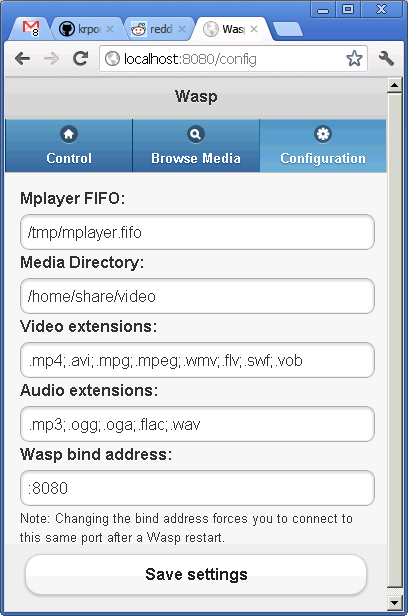 8
krpo
redd
Was
localhost:8080/config
Wasp
Control
Browse Media
Configuration
Mplayer FIFO:
/tmp/mplayer.fifo
Media Directory:
/home/share/video
Video extensions:
.mp4;.avi;.mpg;.mpeg;.wmv;.flv;.swf;.vob
Audio extensions:
.mp3;.ogg;.oga;.flac;.wav
Wasp bind address:
:8080
Note: Changing the bind address forces you to connect to
this same port after a Wasp restart.
Save settings